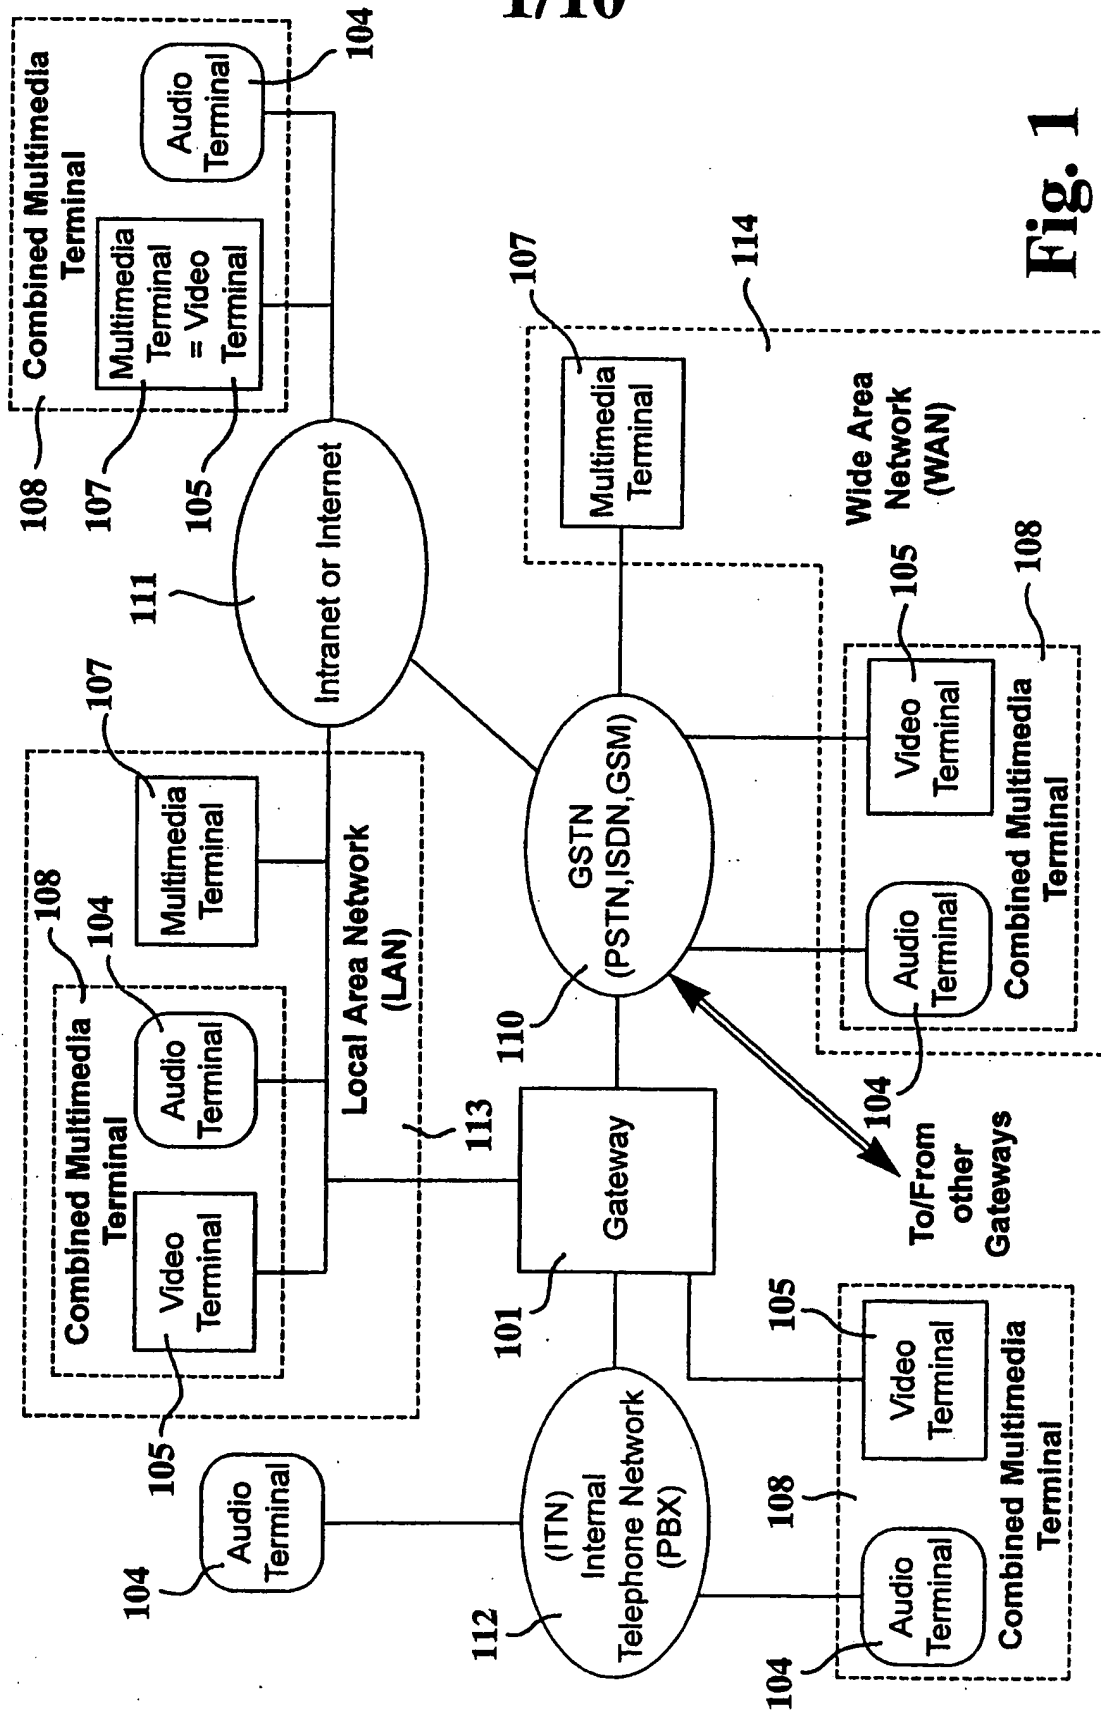 1/10
104
Audio
Terminal
(ITN)
Internal
Telephone Network
(PBX)
112
104
Audio
Terminal
108
105
Video
Terminal
Combined Multimedia
Terminal
101
Gateway
To/From
other
Gateways
113
Local Area Network
(LAN)
Combined Multimedia
Terminal
108
105
Video
Terminal
104
Audio
Terminal
107
Multimedia
Terminal
111
Intranet or Internet
108
Combined Multimedia
Terminal
107
Multimedia
Terminal
= Video
Terminal
105
Audio
Terminal
104
110
GSTN
(PSTN,ISDN,GSM)
107
Multimedia
Terminal
114
Wide Area
Network
(WAN)
104
Audio
Terminal
105
Video
Terminal
108
Combined Multimedia
Terminal
Fig. 1